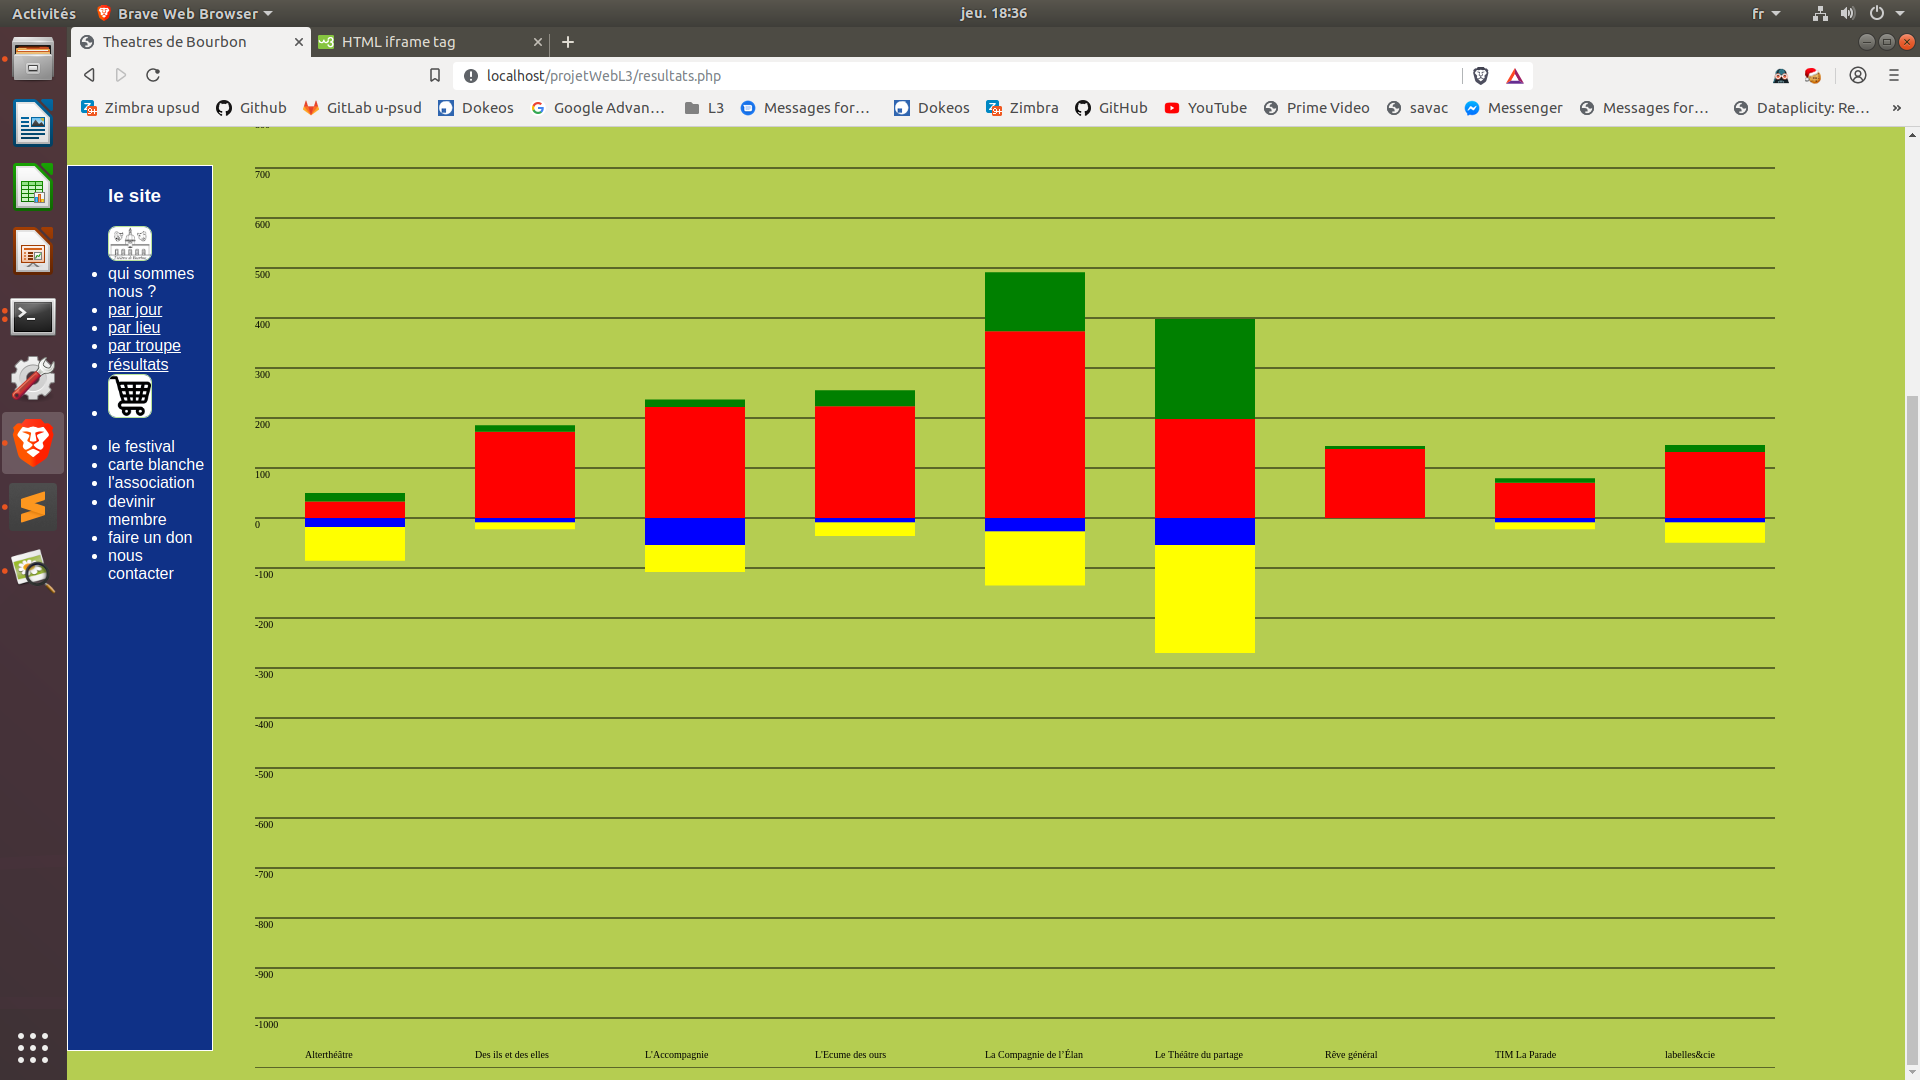 Activités
Brave Web Browser
jeu. 18:36
fr
Theatres de Bourbon
HTML iframe tag
localhost/projetWebL3/resultats.php
Zimbra upsud
Github
GitLab u-psud
Dokeos
Google Advan…
L3
Messages for…
Dokeos
Zimbra
GitHub
YouTube
Prime Video
savac
Messenger
Messages for…
Dataplicity: Re…
»
le site
qui sommes
nous ?
par jour
par lieu
par troupe
résultats
le festival
carte blanche
l'association
devinir
membre
faire un don
nous
contacter
700
600
500
400
300
200
100
0
-100
-200
-300
-400
-500
-600
-700
-800
-900
-1000
Alterthéâtre
Des ils et des elles
L'Accompagnie
L'Ecume des ours
La Compagnie de l’Élan
Le Théâtre du partage
Rêve général
TIM La Parade
labelles&cie